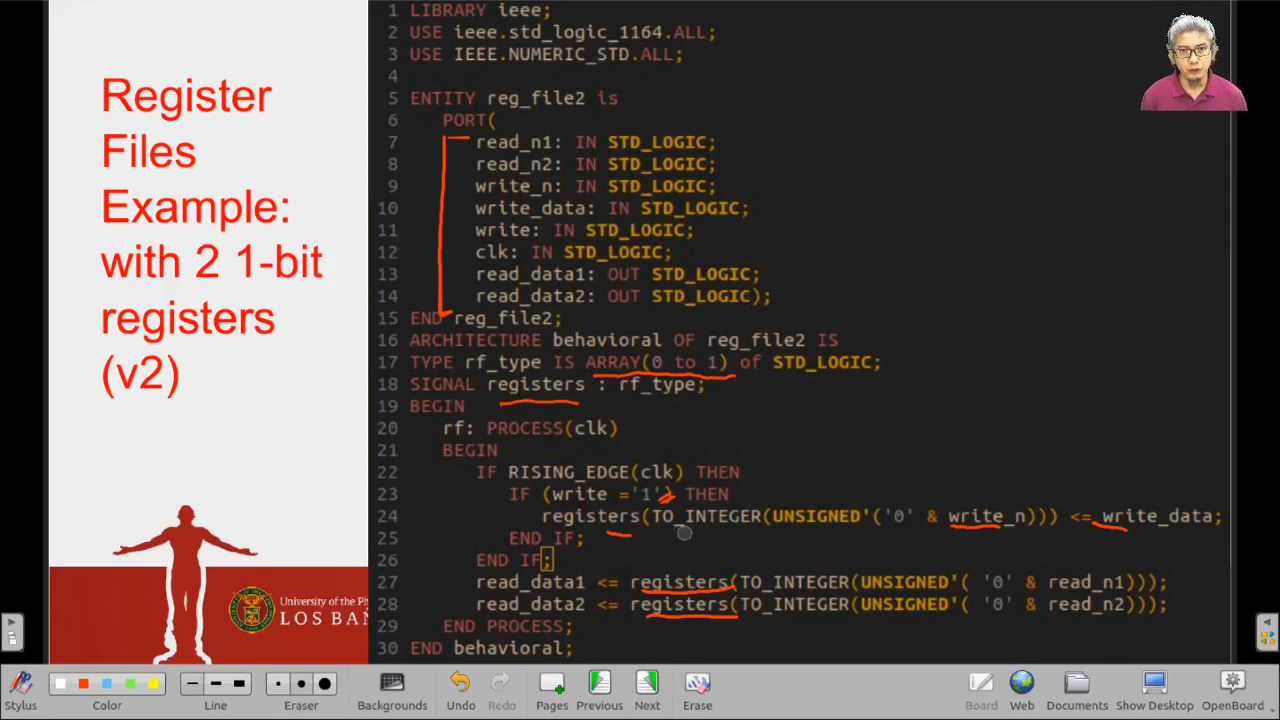 Register
Files
Example:
with 2 1-bit
registers
(v2)
University of the Ph
LOS BAÑ
1 LIBRARY ieee;
2 USE ieee.std_logic_1164.ALL;
3 USE IEEE.NUMERIC_STD.ALL;
4
5 ENTITY reg_file2 is
6 PORT(
7 read_n1: IN STD_LOGIC;
8 read_n2: IN STD_LOGIC;
9 write_n: IN STD_LOGIC;
10 write_data: IN STD_LOGIC;
11 write: IN STD_LOGIC;
12 clk: IN STD_LOGIC;
13 read_data1: OUT STD_LOGIC;
14 read_data2: OUT STD_LOGIC);
15 END reg_file2;
16 ARCHITECTURE behavioral OF reg_file2 IS
17 TYPE rf_type IS ARRAY(0 to 1) of STD_LOGIC;
18 SIGNAL registers : rf_type;
19 BEGIN
20 rf: PROCESS(clk)
21 BEGIN
22 IF RISING_EDGE(clk) THEN
23 IF (write ='1') THEN
24 registers(TO_INTEGER(UNSIGNED'('0' & write_n))) <= write_data;
25 END IF;
26 END IF;
27 read_data1 <= registers(TO_INTEGER(UNSIGNED'( '0' & read_n1)));
28 read_data2 <= registers(TO_INTEGER(UNSIGNED'( '0' & read_n2)));
29 END PROCESS;
30 END behavioral;
Stylus Color Line Eraser Backgrounds Undo Pages Previous Next Erase Board Web Documents Show Desktop OpenBoard